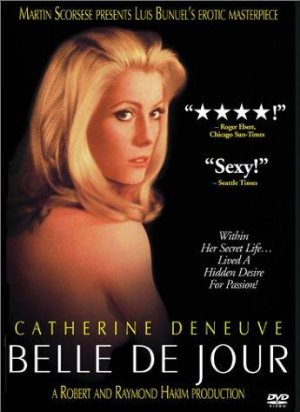 MARTIN SCORSESE PRESENTS LUIS BUNUEL'S EROTIC MASTERPIECE
"★★★★!"
– Roger Ebert,
Chicago Sun-Times
"Sexy!"
– Seattle Times
Within
Her Secret Life...
Lived A
Hidden Desire
For Passion!
CATHERINE DENEUVE
BELLE DE JOUR
A ROBERT AND RAYMOND HAKIM PRODUCTION
DVD
VIDEO